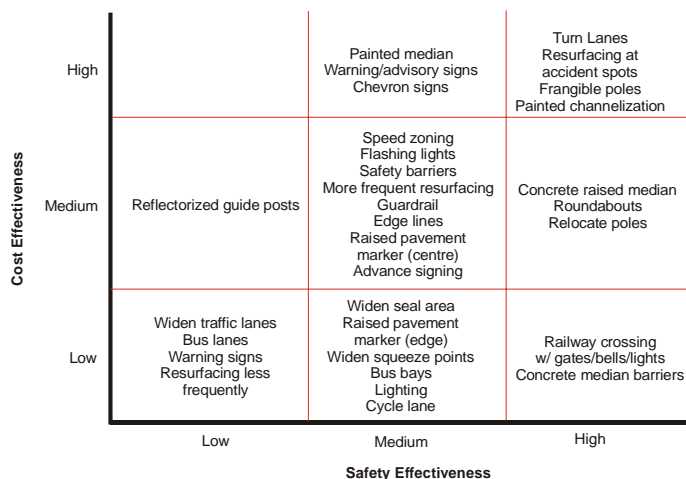 Cost Effectiveness
High
Painted median
Warning/advisory signs
Chevron signs
Turn Lanes
Resurfacing at
accident spots
Frangible poles
Painted channelization
Medium
Reflectorized guide posts
Speed zoning
Flashing lights
Safety barriers
More frequent resurfacing
Guardrail
Edge lines
Raised pavement
marker (centre)
Advance signing
Concrete raised median
Roundabouts
Relocate poles
Low
Widen traffic lanes
Bus lanes
Warning signs
Resurfacing less
frequently
Widen seal area
Raised pavement
marker (edge)
Widen squeeze points
Bus bays
Lighting
Cycle lane
Railway crossing
w/ gates/bells/lights
Concrete median barriers
Low
Medium
High
Safety Effectiveness